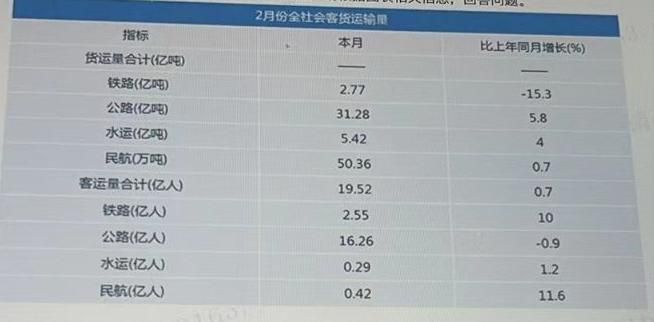 回答问题。
2月份全社会客货运输量
指标 本月 比上年同月增长(%)
货运量合计(亿吨) —— ——
铁路(亿吨) 2.77 -15.3
公路(亿吨) 31.28 5.8
水运(亿吨) 5.42 4
民航(万吨) 50.36 0.7
客运量合计(亿人) 19.52 0.7
铁路(亿人) 2.55 10
公路(亿人) 16.26 -0.9
水运(亿人) 0.29 1.2
民航(亿人) 0.42 11.6